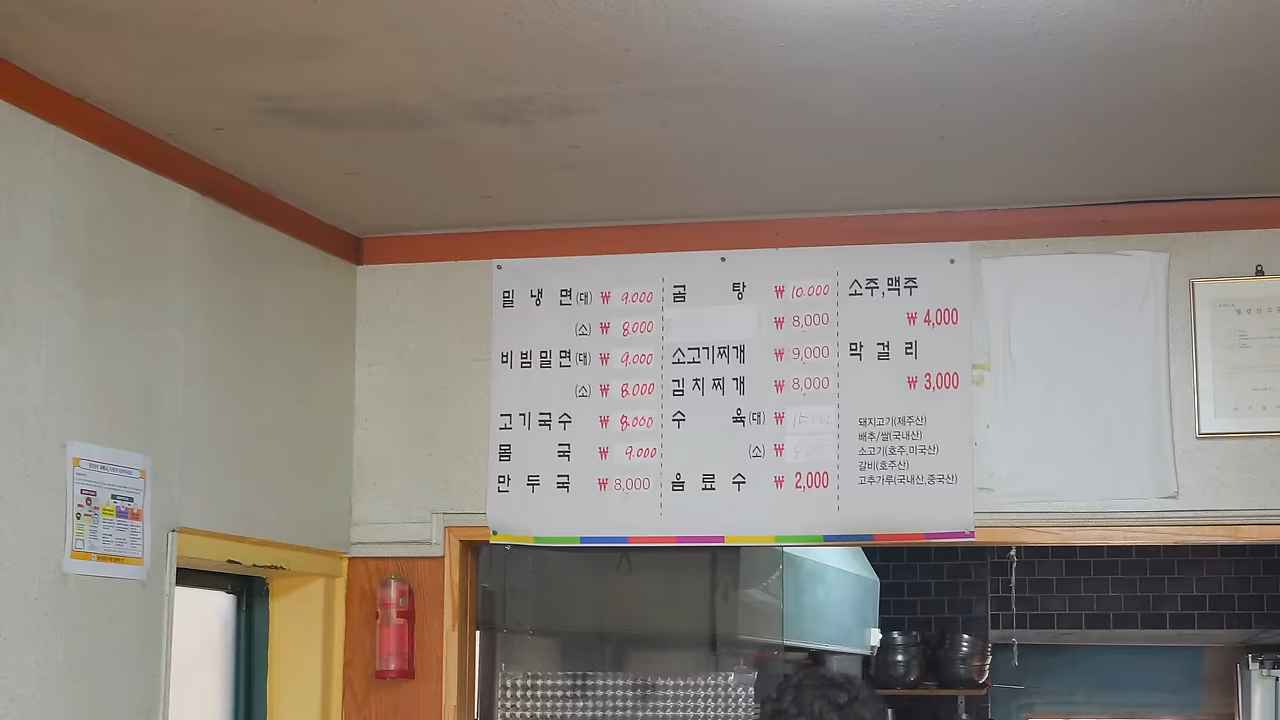 밀냉면(대) ₩ 9.000
(소) ₩ 8.000
비빔밀면(대) ₩ 9.000
(소) ₩ 8.000
고기국수 ₩ 8.000
몸국 ₩ 9.000
만두국 ₩ 8,000
곰탕 ₩ 10.000
₩ 8,000
소고기찌개 ₩ 9,000
김치찌개 ₩ 8,000
수육(대) ₩
(소) ₩
음료수 ₩ 2,000
소주,맥주
₩ 4,000
막걸리
₩ 3,000
돼지고기(제주산)
배추/쌀(국내산)
소고기(호주,미국산)
갈비(호주산)
고추가루(국내산,중국산)